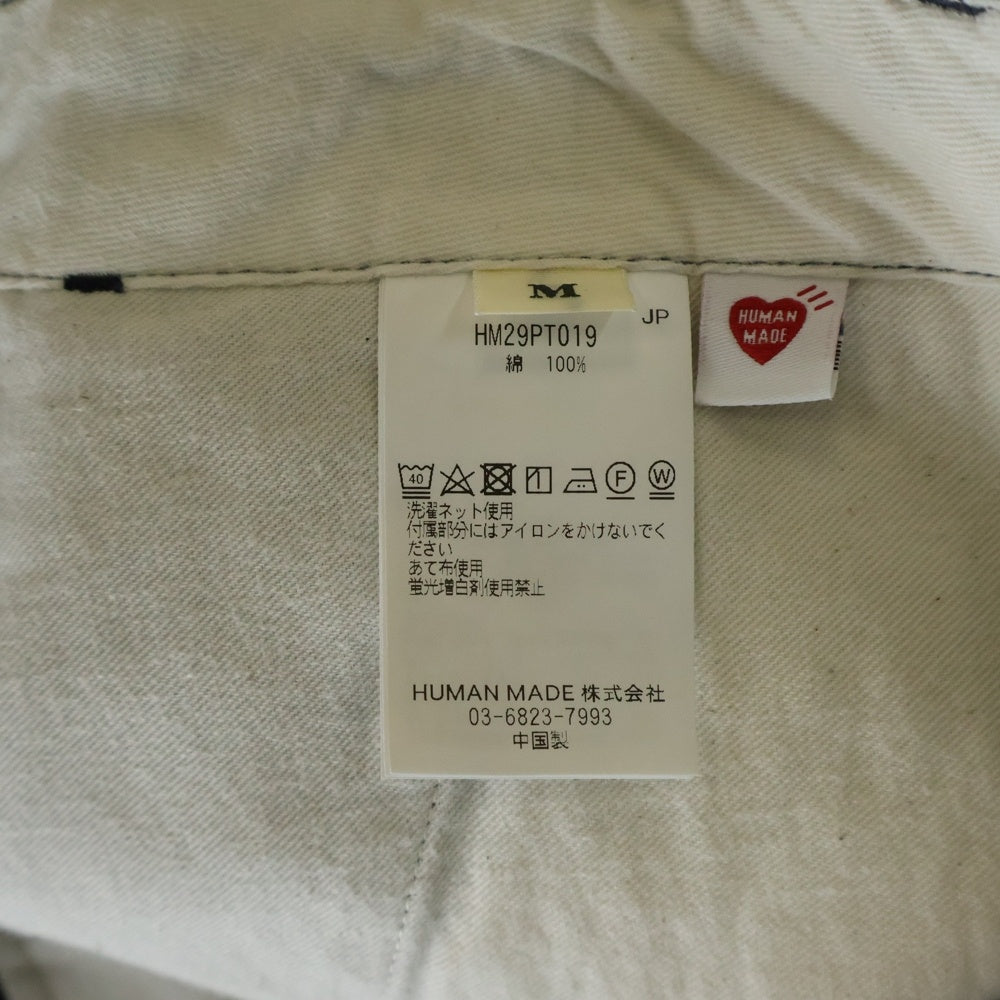 M
JP
HM29PT019
綿 100%
HUMAN
MADE
40
F
W
洗濯ネット使用
付属部分にはアイロンをかけないでく
ださい
あて布使用
蛍光増白剤使用禁止
HUMAN MADE 株式会社
03-6823-7993
中国製